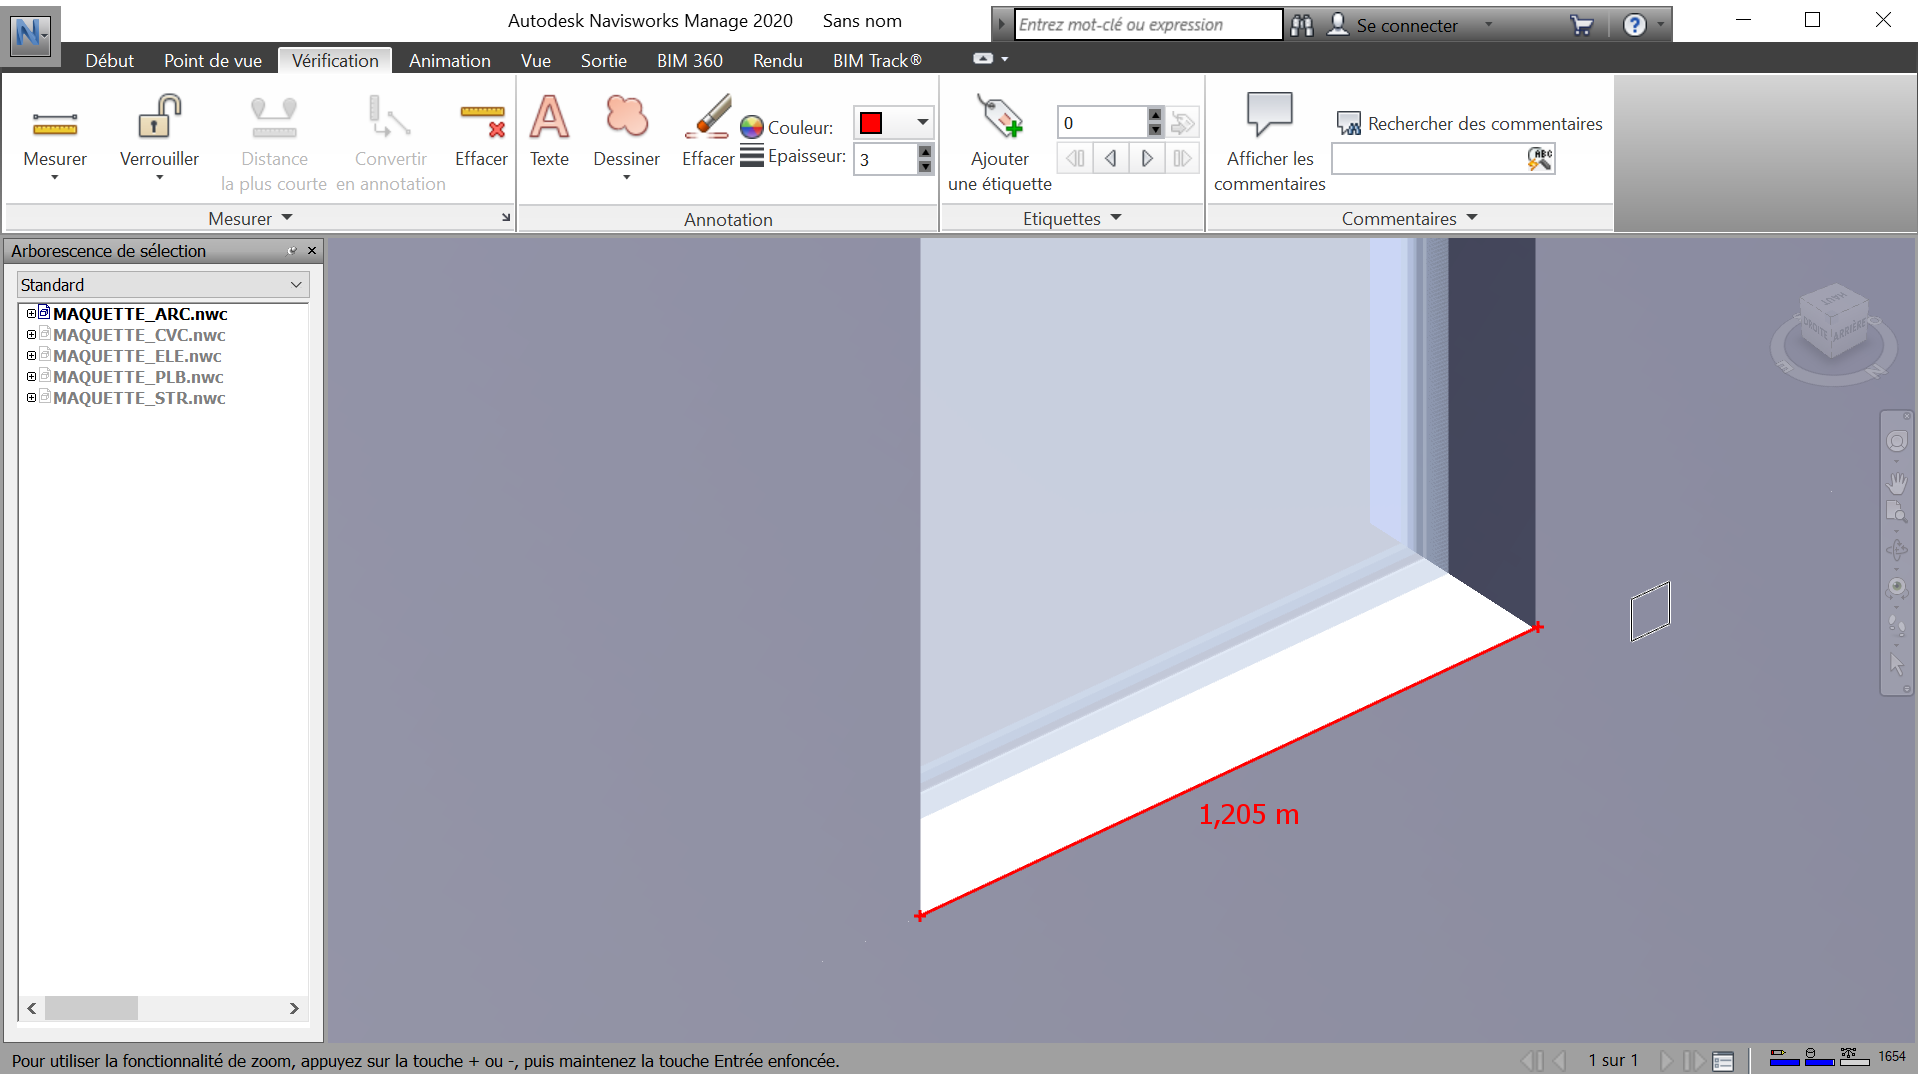 Autodesk Navisworks Manage 2020 Sans nom
Entrez mot-clé ou expression
Se connecter
Début Point de vue Vérification Animation Vue Sortie BIM 360 Rendu BIM Track®
Mesurer
Verrouiller
Distance
la plus courte
Convertir
en annotation
Effacer
Texte
Dessiner
Effacer
Couleur:
Epaisseur: 3
Ajouter
une étiquette
0
Afficher les
commentaires
Rechercher des commentaires
ABC
Mesurer
Annotation
Etiquettes
Commentaires
Arborescence de sélection
Standard
MAQUETTE_ARC.nwc
MAQUETTE_CVC.nwc
MAQUETTE_ELE.nwc
MAQUETTE_PLB.nwc
MAQUETTE_STR.nwc
HAUT
DROITE ARRIÈRE
E N
1,205 m
Pour utiliser la fonctionnalité de zoom, appuyez sur la touche + ou -, puis maintenez la touche Entrée enfoncée.
1 sur 1
1654